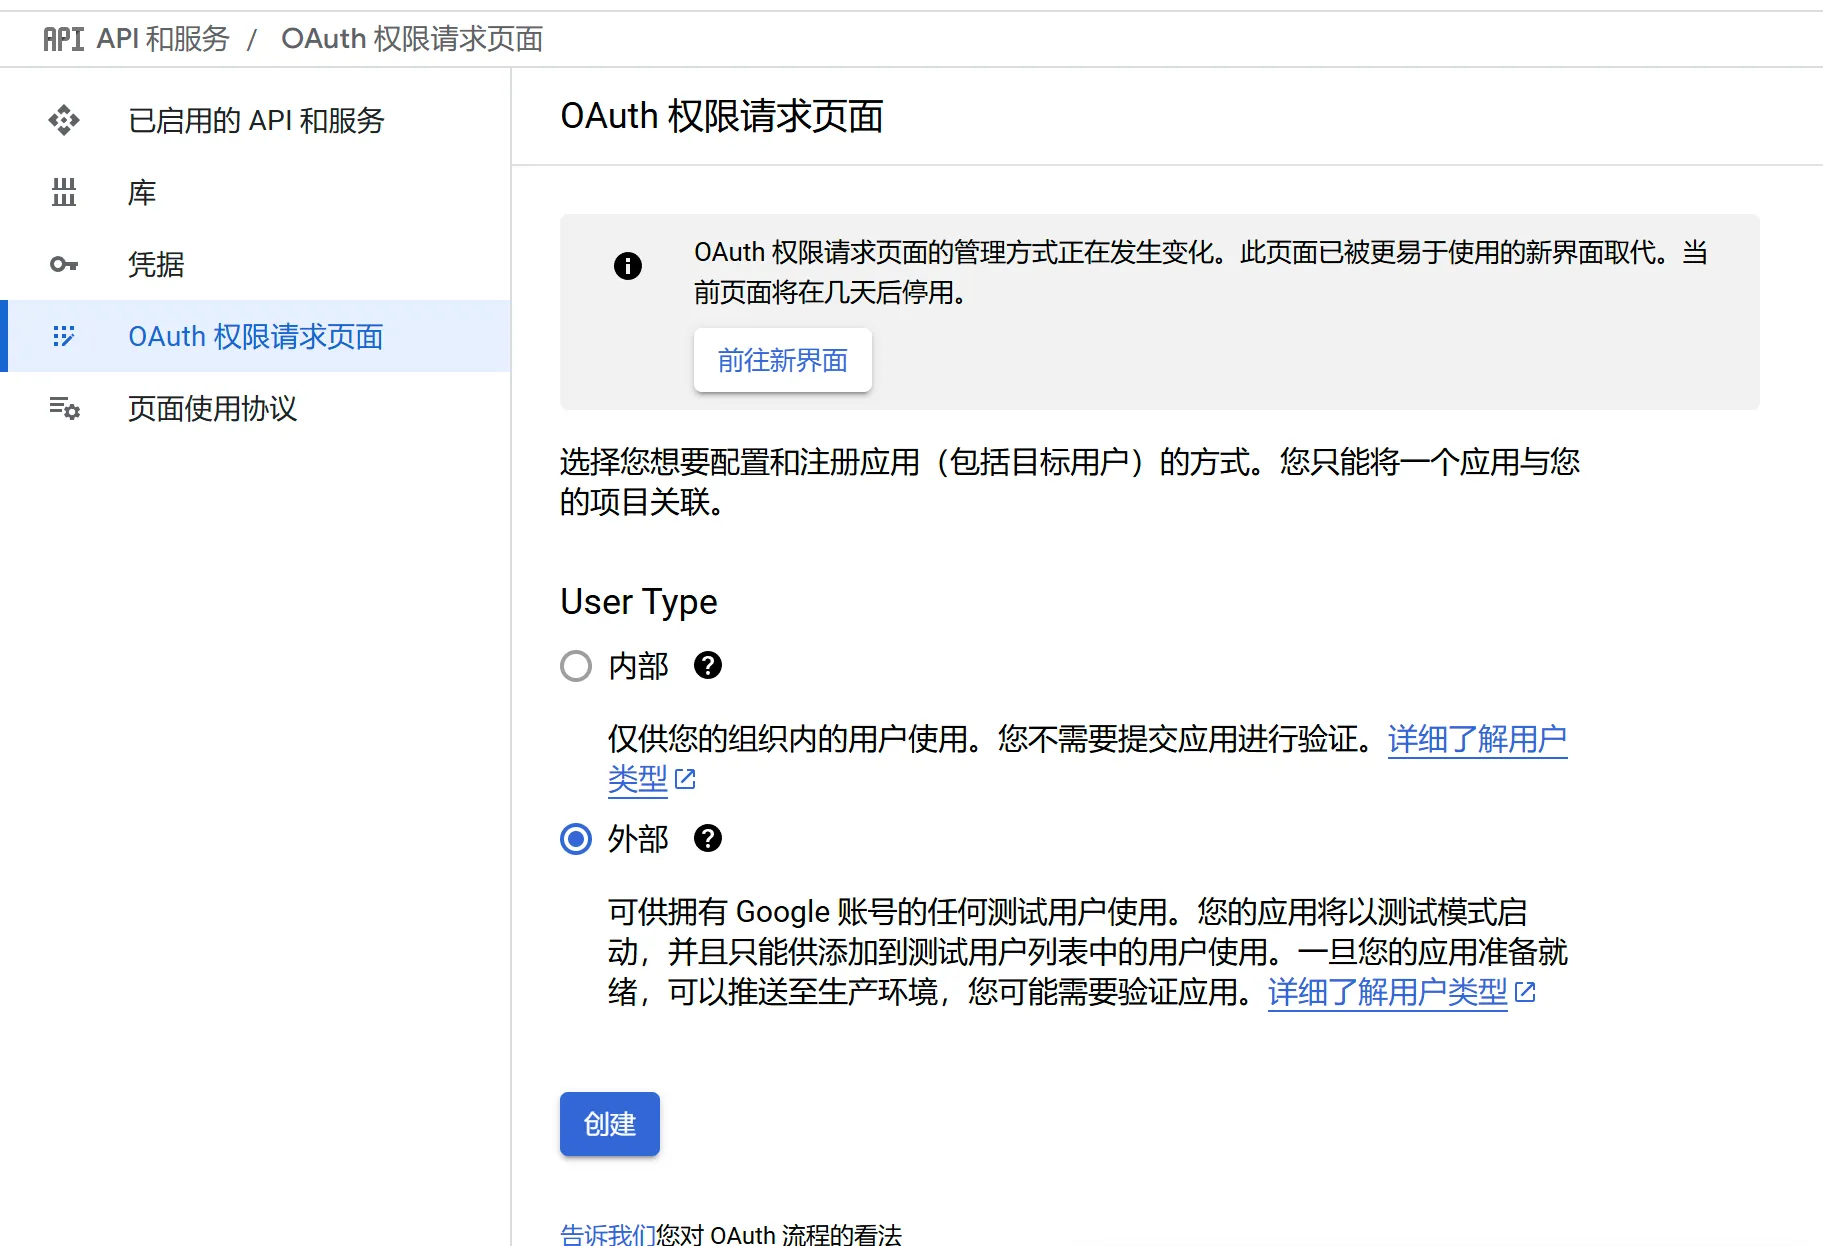 API API 和服务 / OAuth 权限请求页面
已启用的 API 和服务
库
凭据
OAuth 权限请求页面
页面使用协议
OAuth 权限请求页面
OAuth 权限请求页面的管理方式正在发生变化。此页面已被更易于使用的新界面取代。当
前页面将在几天后停用。
前往新界面
选择您想要配置和注册应用（包括目标用户）的方式。您只能将一个应用与您
的项目关联。
User Type
内部
仅供您的组织内的用户使用。您不需要提交应用进行验证。详细了解用户
类型
外部
可供拥有 Google 账号的任何测试用户使用。您的应用将以测试模式启
动，并且只能供添加到测试用户列表中的用户使用。一旦您的应用准备就
绪，可以推送至生产环境，您可能需要验证应用。详细了解用户类型
创建
告诉我们您对 OAuth 流程的看法